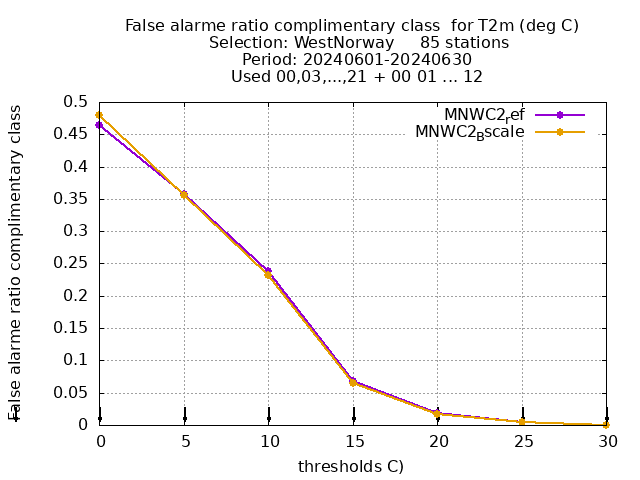 False alarme ratio complimentary class  for T2m (deg C)
Selection: WestNorway     85 stations
Period: 20240601-20240630
Used 00,03,...,21 + 00 01 ... 12
False alarme ratio complimentary class
MNWC2ref
MNWC2Bscale
0.5
0.45
0.4
0.35
0.3
0.25
0.2
0.15
0.1
0.05
0
0 5 10 15 20 25 30
thresholds C)